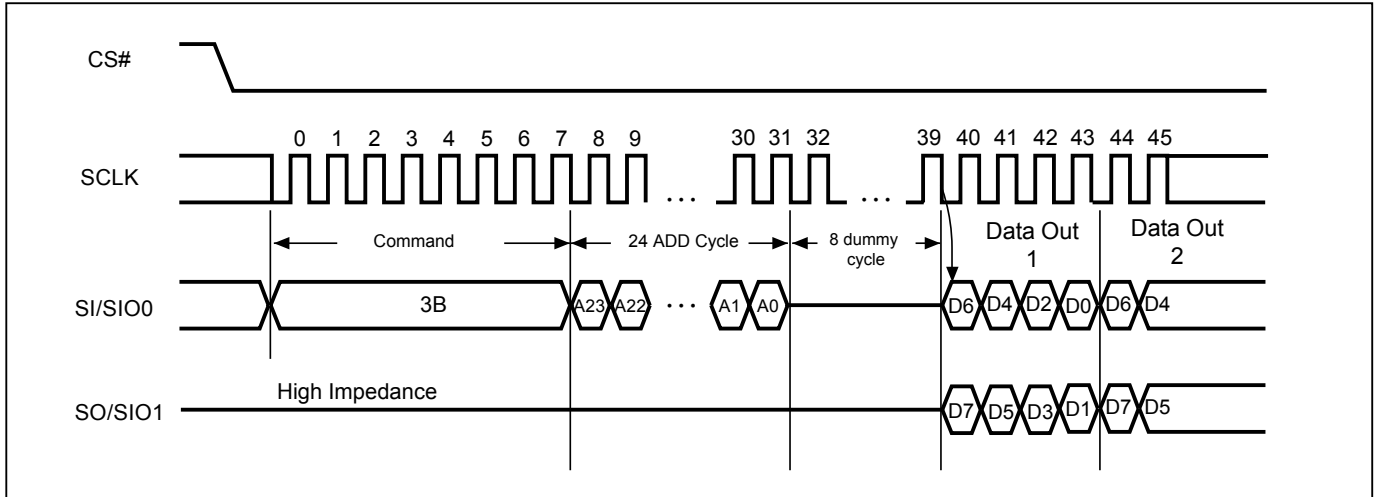 CS#
0 1 2 3 4 5 6 7 8 9 30 31 32 39 40 41 42 43 44 45
SCLK
... ...
Command 24 ADD Cycle 8 dummy cycle Data Out 1 Data Out 2
SI/SIO0 3B A23 A22 ... A1 A0 D6 D4 D2 D0 D6 D4
High Impedance
SO/SIO1 D7 D5 D3 D1 D7 D5